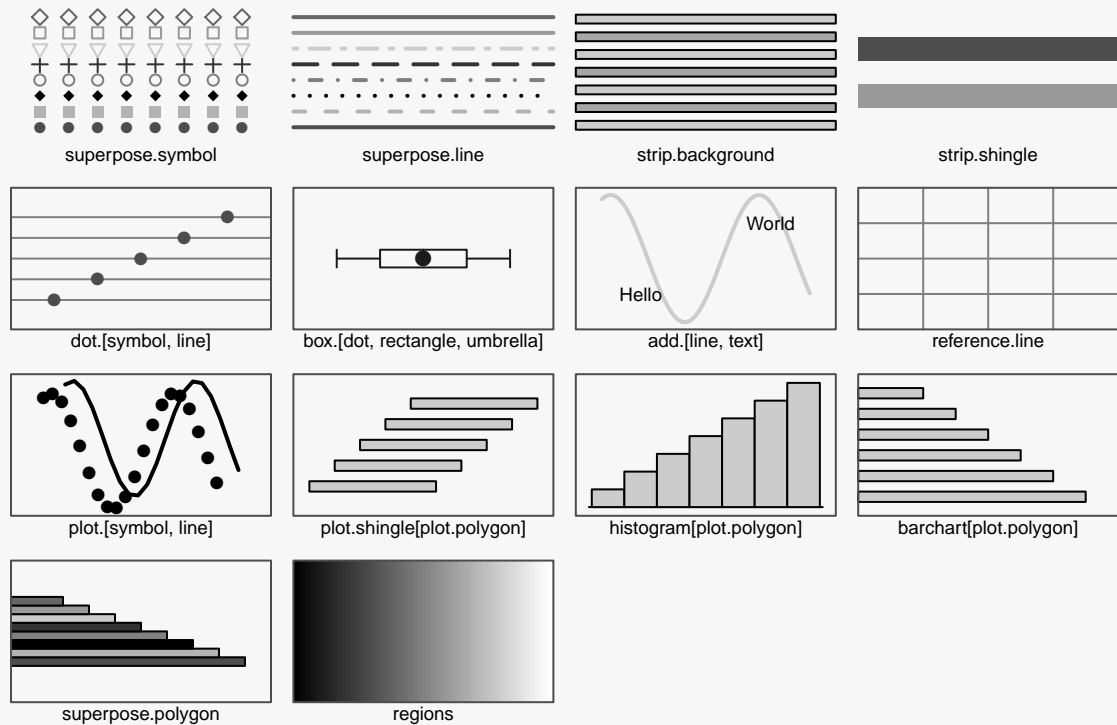 superpose.symbol
superpose.line
strip.background
strip.shingle
dot.[symbol, line]
box.[dot, rectangle, umbrella]
World
Hello
add.[line, text]
reference.line
plot.[symbol, line]
plot.shingle[plot.polygon]
histogram[plot.polygon]
barchart[plot.polygon]
superpose.polygon
regions